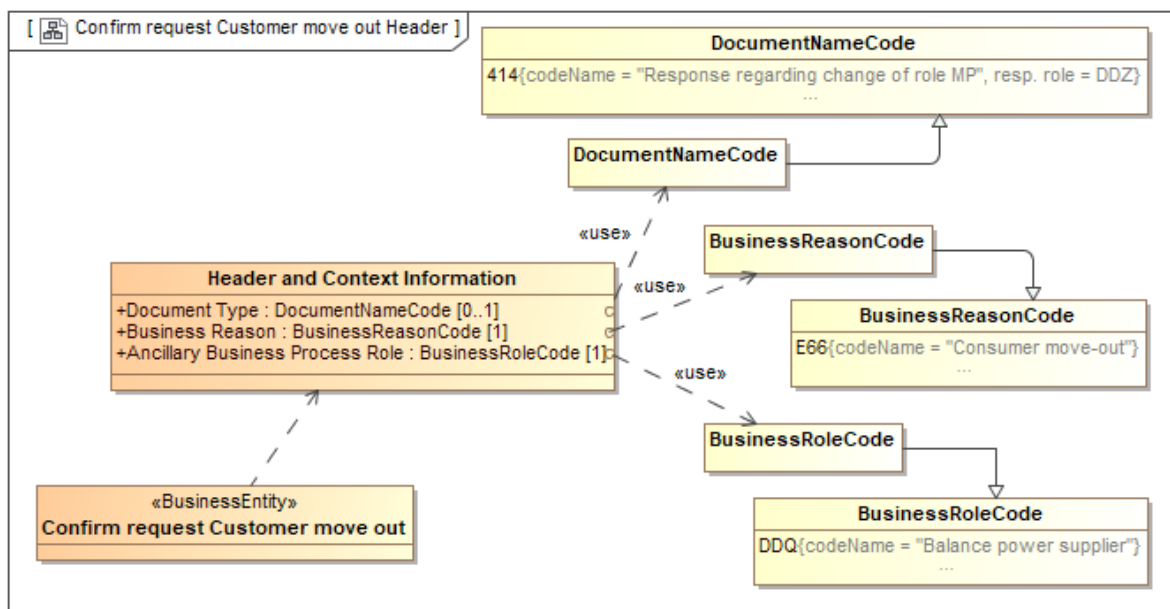 [ Confirm request Customer move out Header ]
DocumentNameCode
414{codeName = "Response regarding change of role MP", resp. role = DDZ}
...
DocumentNameCode
«use»
BusinessReasonCode
«use»
Header and Context Information
+Document Type : DocumentNameCode [0..1]
+Business Reason : BusinessReasonCode [1]
+Ancillary Business Process Role : BusinessRoleCode [1]
BusinessReasonCode
E66{codeName = "Consumer move-out"}
...
«use»
BusinessRoleCode
«BusinessEntity»
Confirm request Customer move out
BusinessRoleCode
DDQ{codeName = "Balance power supplier"}
...